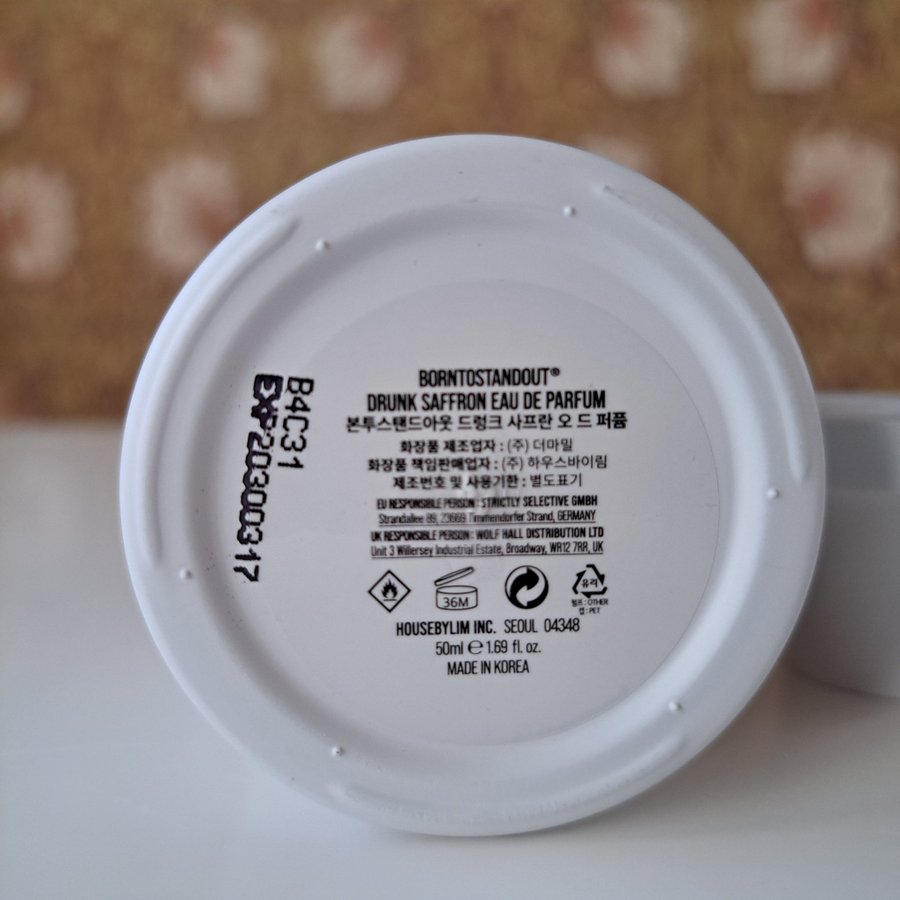 BORNTOSTANDOUT®
DRUNK SAFFRON EAU DE PARFUM
본투스탠드아웃 드렁크 사프란 오 드 퍼퓸
화장품 제조업자 : (주) 더마밀
화장품 책임판매업자 : (주) 하우스바이림
제조번호 및 사용기한 : 별도표기
EU RESPONSIBLE PERSON : STRICTLY SELECTIVE GMBH
Strandallee 89, 23669 Timmendorfer Strand, GERMANY
UK RESPONSIBLE PERSON : WOLF HALL DISTRIBUTION LTD
Unit 3 Willersey Industrial Estate, Broadway, WR12 7RR, UK
36M
유리
펌프 : OTHER
캡 : PET
HOUSEBYLIM INC. SEOUL 04348
50ml ℮ 1.69 fl. oz.
MADE IN KOREA
B4C31
EXP20300317